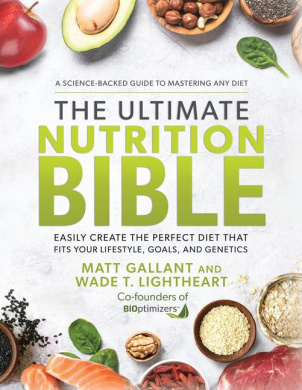 A SCIENCE-BACKED GUIDE TO MASTERING ANY DIET
THE ULTIMATE
NUTRITION
BIBLE
EASILY CREATE THE PERFECT DIET THAT
FITS YOUR LIFESTYLE, GOALS, AND GENETICS
MATT GALLANT AND
WADE T. LIGHTHEART
Co-founders of
BIOptimizers